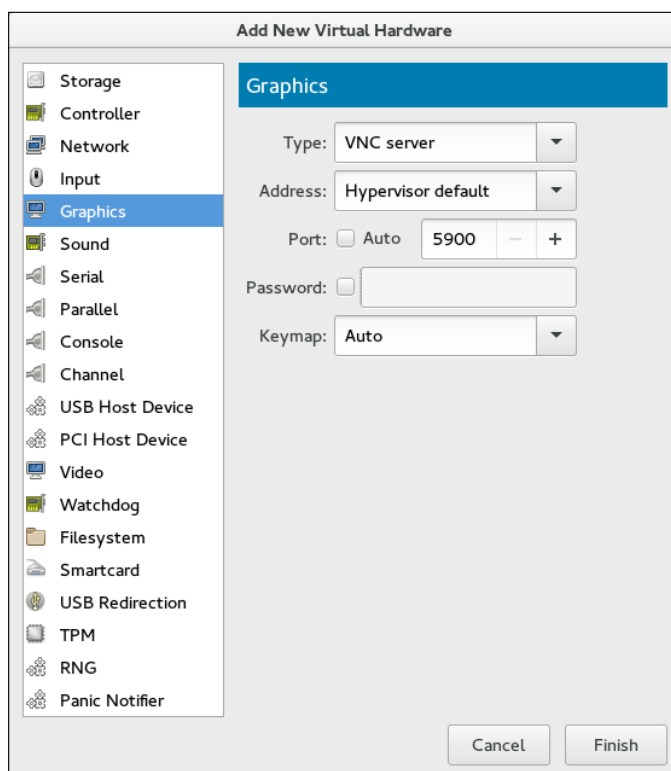 Add New Virtual Hardware
Storage
Controller
Network
Input
Graphics
Sound
Serial
Parallel
Console
Channel
USB Host Device
PCI Host Device
Video
Watchdog
Filesystem
Smartcard
USB Redirection
TPM
RNG
Panic Notifier
Graphics
Type: VNC server
Address: Hypervisor default
Port: Auto 5900 − +
Password:
Keymap: Auto
Cancel Finish